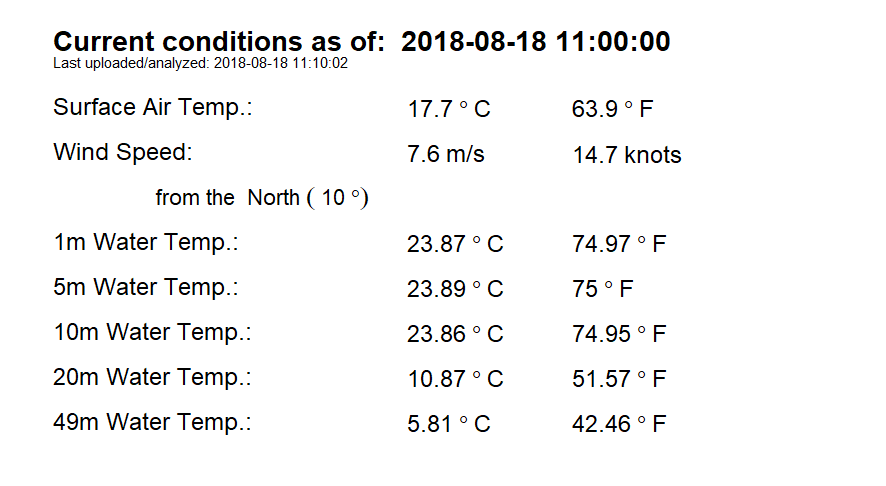 Current conditions as of: 2018-08-18 11:00:00
Last uploaded/analyzed: 2018-08-18 11:10:02
Surface Air Temp.: 17.7 ° C 63.9 ° F
Wind Speed: 7.6 m/s 14.7 knots
from the North ( 10 °)
1m Water Temp.: 23.87 ° C 74.97 ° F
5m Water Temp.: 23.89 ° C 75 ° F
10m Water Temp.: 23.86 ° C 74.95 ° F
20m Water Temp.: 10.87 ° C 51.57 ° F
49m Water Temp.: 5.81 ° C 42.46 ° F